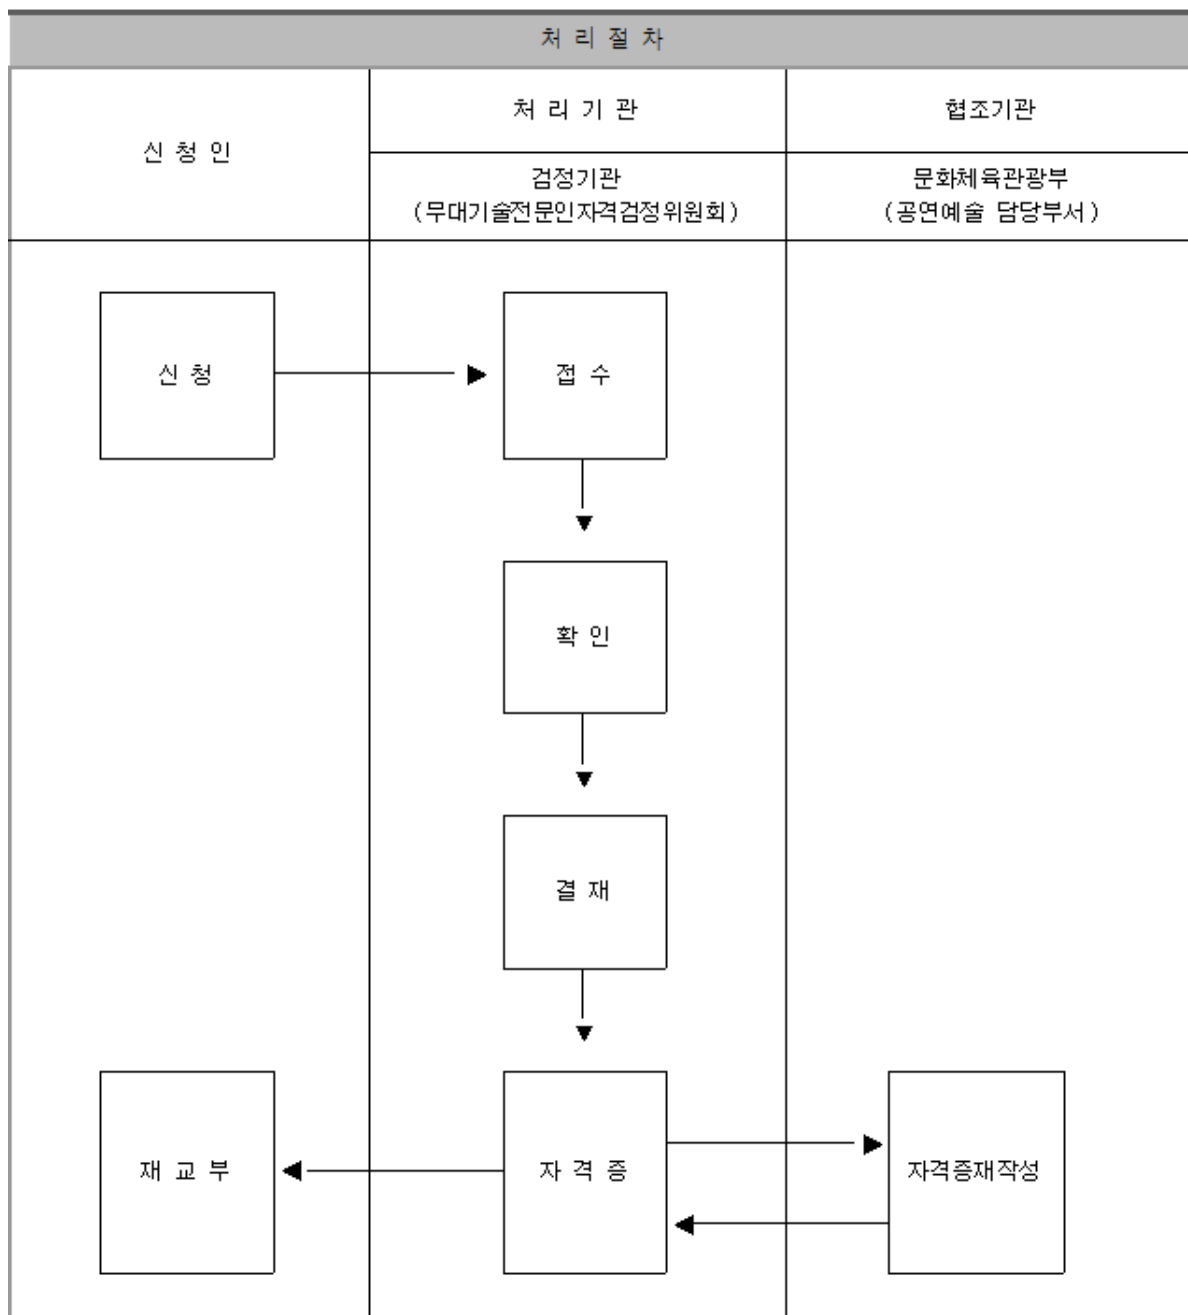 처 리 절 차
신 청 인
처 리 기 관
협조기관
검정기관
(무대기술전문인자격검정위원회)
문화체육관광부
(공연예술 담당부서)
신 청
접 수
확 인
결 재
재 교 부
자 격 증
자격증재작성